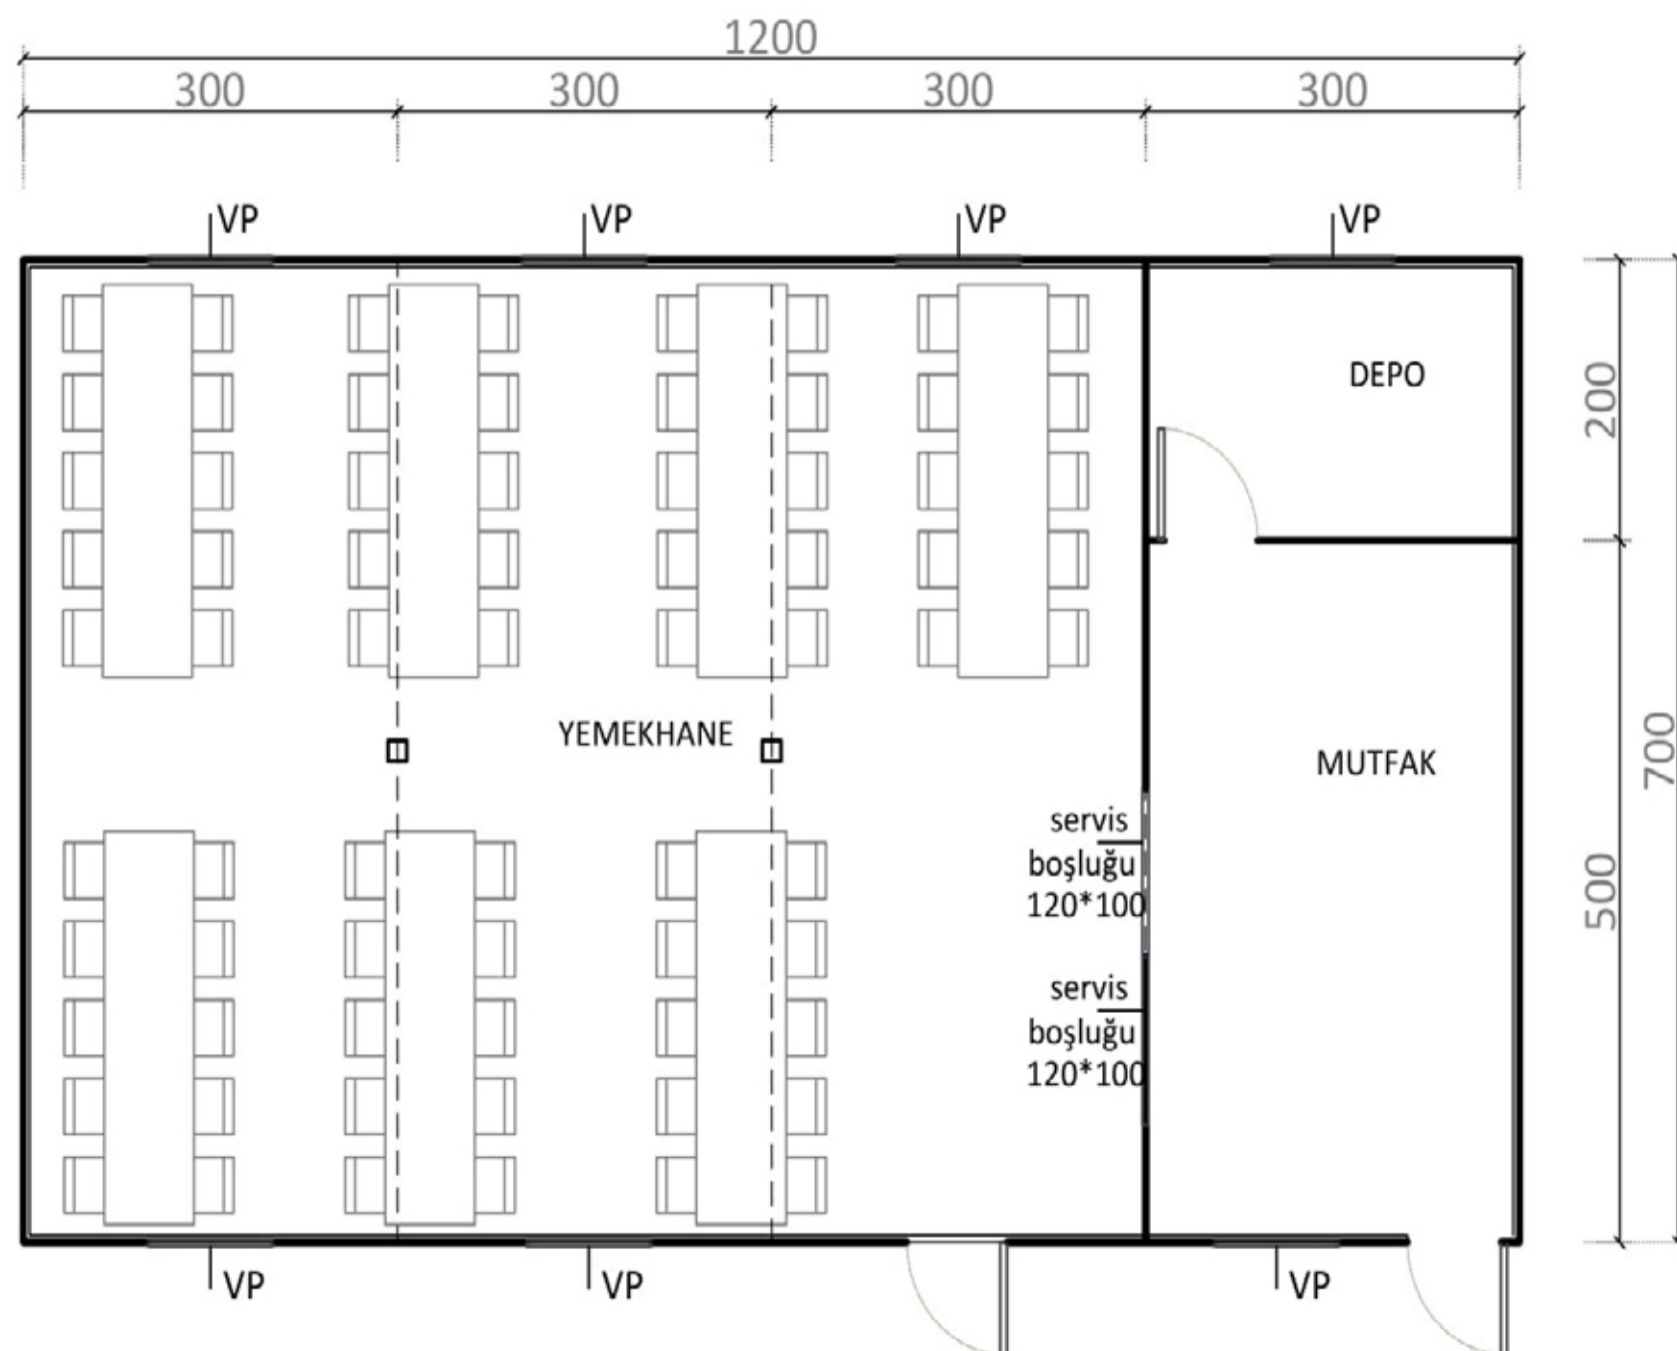 1200
300
300
300
300
VP
VP
VP
VP
DEPO
200
YEMEKHANE
MUTFAK
700
servis
boşluğu
120*100
500
servis
boşluğu
120*100
VP
VP
VP